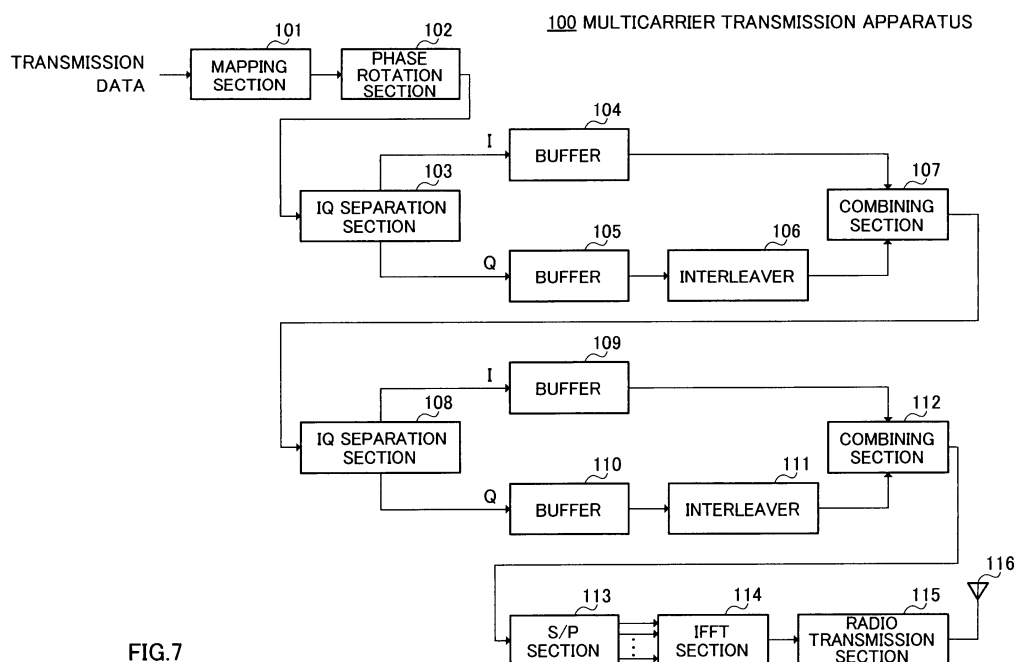 100 MULTICARRIER TRANSMISSION APPARATUS
101
102
TRANSMISSION
DATA
MAPPING
SECTION
PHASE
ROTATION
SECTION
104
I
BUFFER
103
107
IQ SEPARATION
SECTION
COMBINING
SECTION
105
106
Q
BUFFER
INTERLEAVER
109
I
BUFFER
108
112
IQ SEPARATION
SECTION
COMBINING
SECTION
110
111
Q
BUFFER
INTERLEAVER
116
113
114
115
S/P
SECTION
IFFT
SECTION
RADIO
TRANSMISSION
SECTION
FIG.7